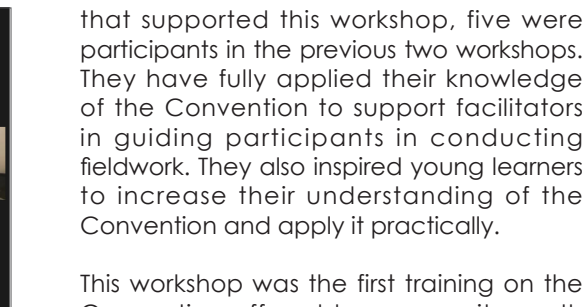 that supported this workshop, five were
participants in the previous two workshops.
They have fully applied their knowledge
of the Convention to support facilitators
in guiding participants in conducting
fieldwork. They also inspired young learners
to increase their understanding of the
Convention and apply it practically.
This workshop was the first training on the